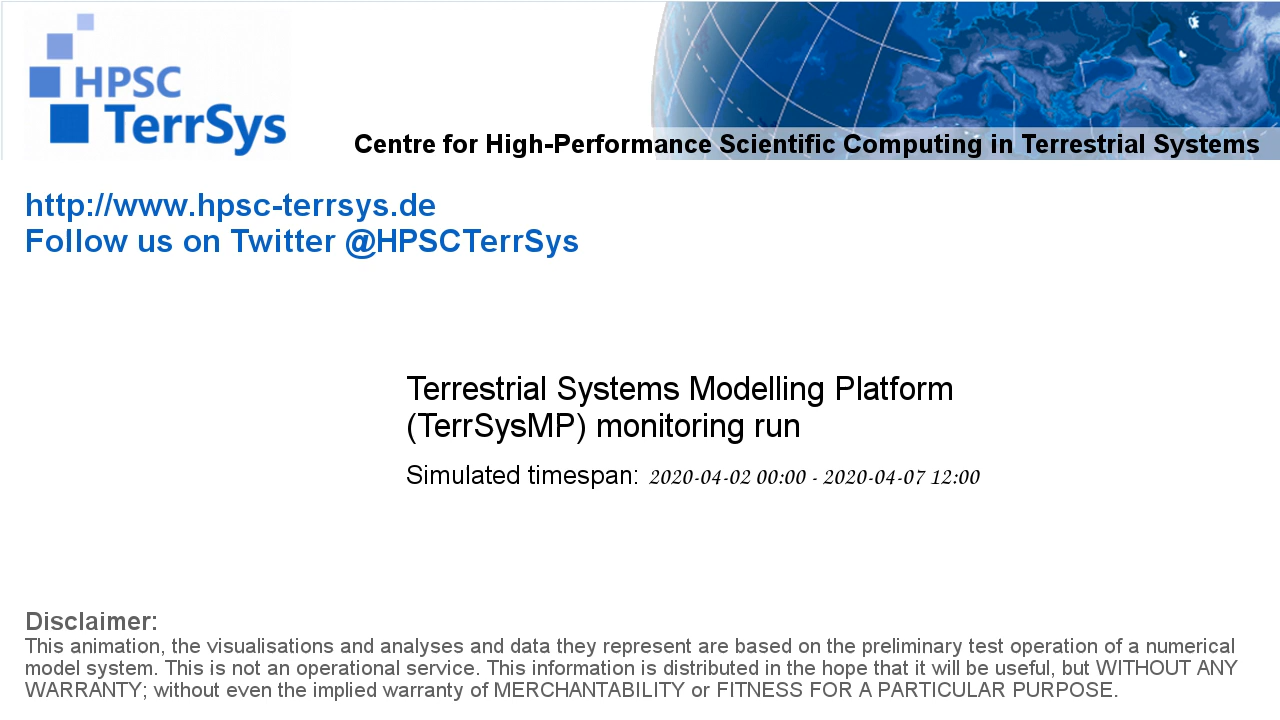 HPSC
TerrSys
Centre for High-Performance Scientific Computing in Terrestrial Systems
http://www.hpsc-terrsys.de
Follow us on Twitter @HPSCTerrSys
Terrestrial Systems Modelling Platform
(TerrSysMP) monitoring run
Simulated timespan: 2020-04-02 00:00 - 2020-04-07 12:00
Disclaimer:
This animation, the visualisations and analyses and data they represent are based on the preliminary test operation of a numerical
model system. This is not an operational service. This information is distributed in the hope that it will be useful, but WITHOUT ANY
WARRANTY; without even the implied warranty of MERCHANTABILITY or FITNESS FOR A PARTICULAR PURPOSE.